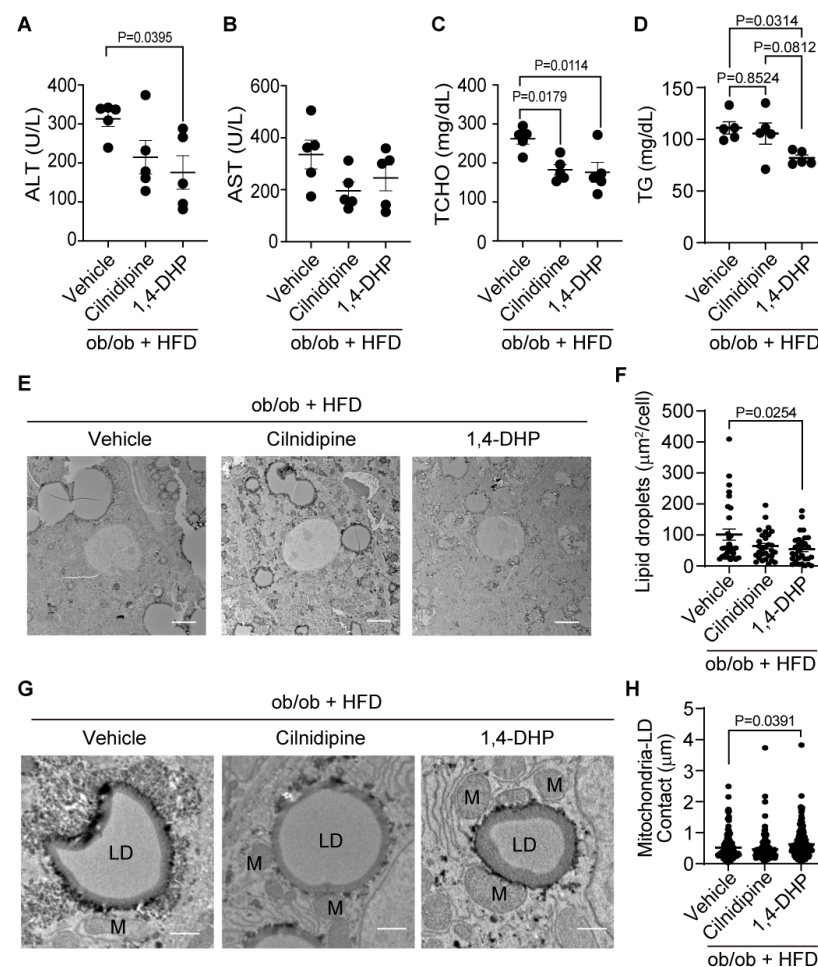 A
P=0.0395
ALT (U/L)
400
300
200
100
0
Vehicle
Cilnidipine
1,4-DHP
ob/ob + HFD
B
AST (U/L)
600
400
200
0
Vehicle
Cilnidipine
1,4-DHP
ob/ob + HFD
C
P=0.0114
P=0.0179
TCHO (mg/dL)
400
300
200
100
0
Vehicle
Cilnidipine
1,4-DHP
ob/ob + HFD
D
P=0.0314
P=0.0812
P=0.8524
TG (mg/dL)
150
100
50
0
Vehicle
Cilnidipine
1,4-DHP
ob/ob + HFD
E
ob/ob + HFD
Vehicle
Cilnidipine
1,4-DHP
F
P=0.0254
Lipid droplets (μm²/cell)
500
400
300
200
100
0
Vehicle
Cilnidipine
1,4-DHP
ob/ob + HFD
G
ob/ob + HFD
Vehicle
Cilnidipine
1,4-DHP
LD
M
LD
M
M
M
M
LD
M
H
P=0.0391
Mitochondria-LD
Contact (μm)
5
4
3
2
1
0
Vehicle
Cilnidipine
1,4-DHP
ob/ob + HFD